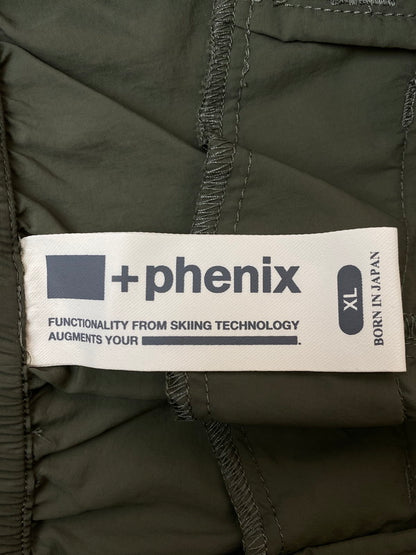 +phenix
FUNCTIONALITY FROM SKIING TECHNOLOGY
AUGMENTS YOUR .
XL
BORN IN JAPAN